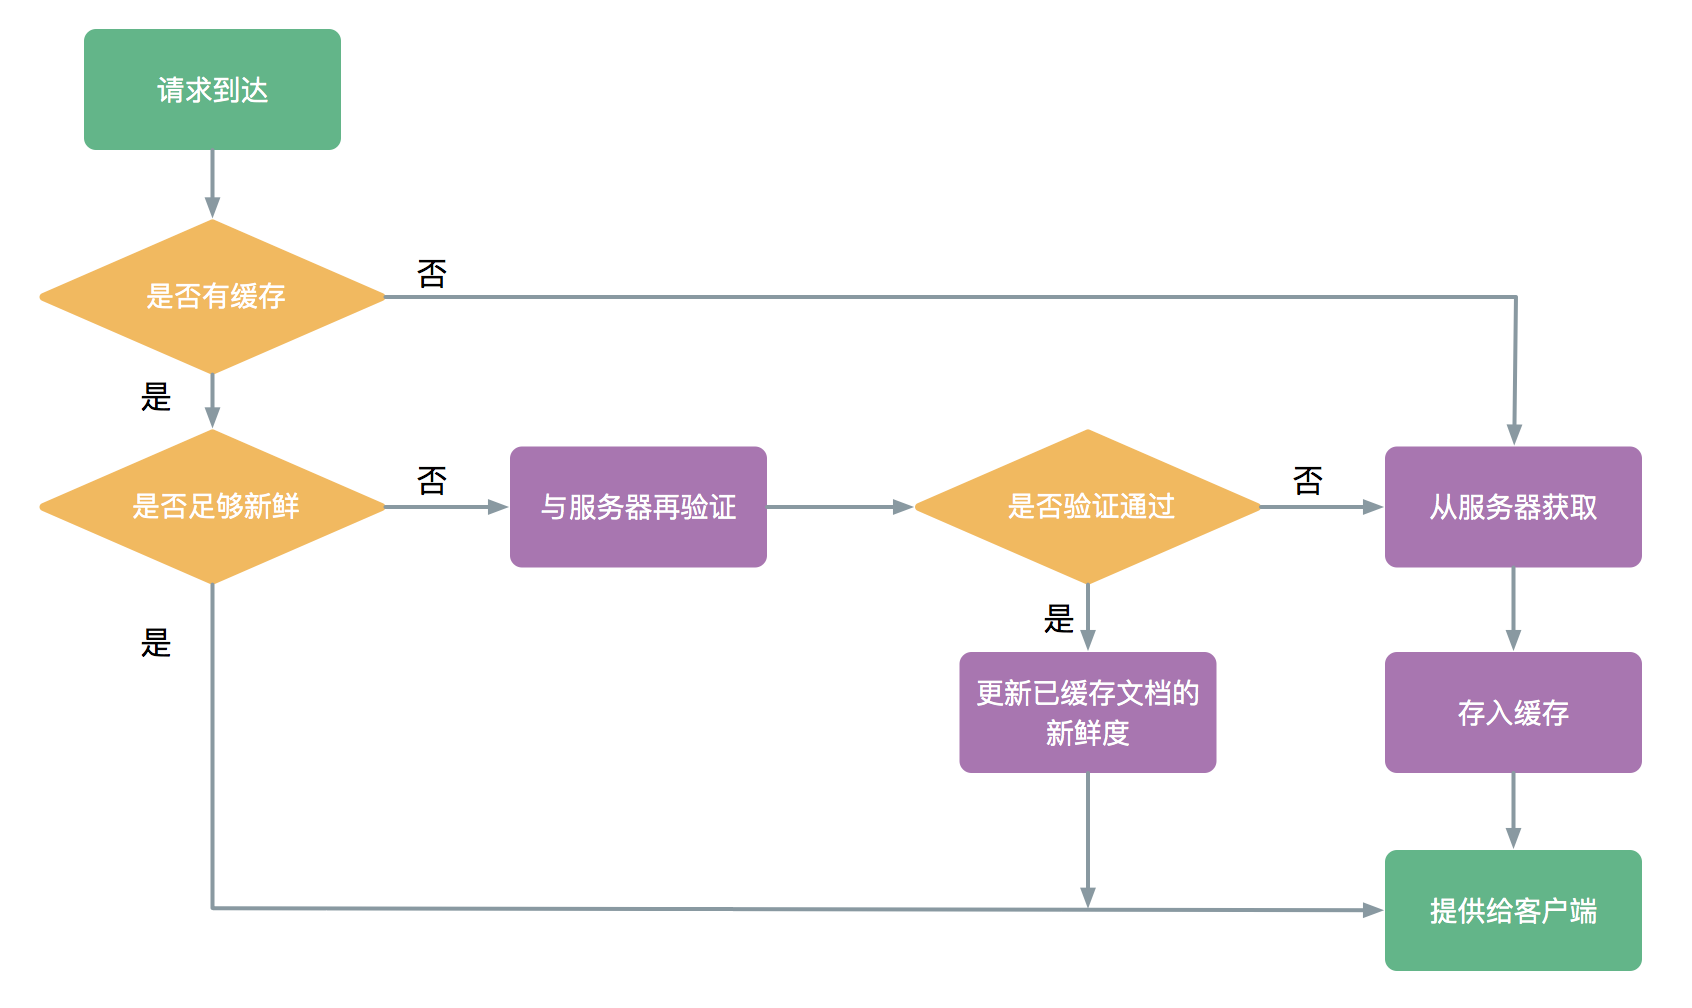 请求到达
是否有缓存
否
是
是否足够新鲜
否
与服务器再验证
是否验证通过
否
从服务器获取
是
是
更新已缓存文档的
新鲜度
存入缓存
提供给客户端